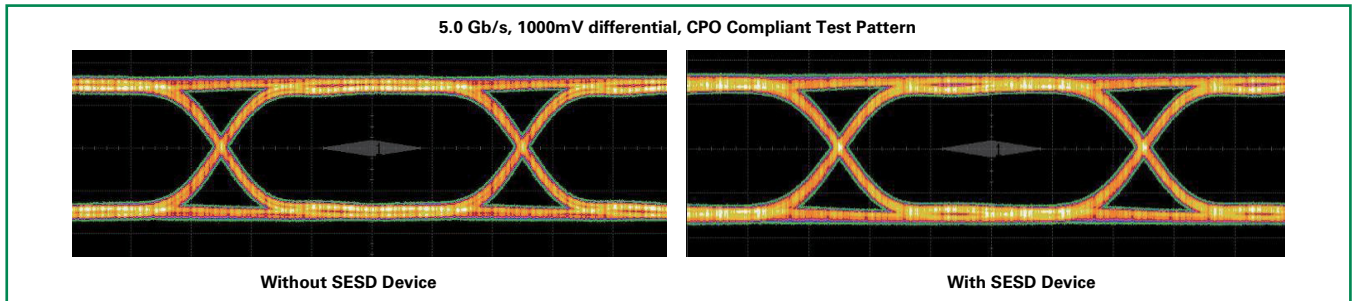 5.0 Gb/s, 1000mV differential, CPO Compliant Test Pattern
Without SESD Device
With SESD Device